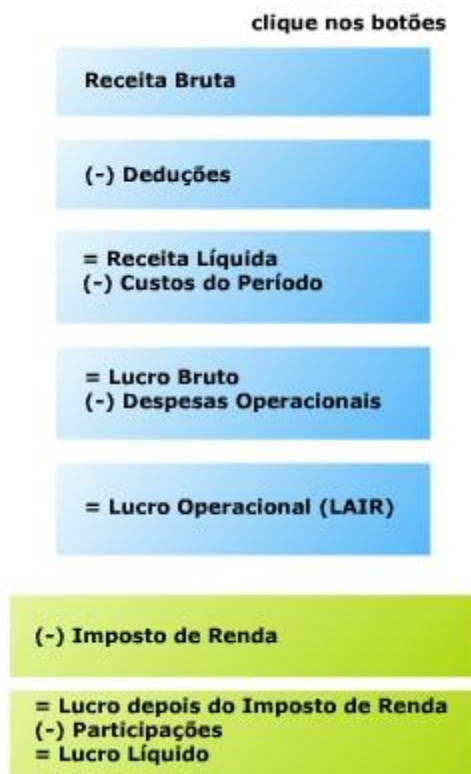 clique nos botões
Receita Bruta
(-) Deduções
= Receita Líquida
(-) Custos do Período
= Lucro Bruto
(-) Despesas Operacionais
= Lucro Operacional (LAIR)
(-) Imposto de Renda
= Lucro depois do Imposto de Renda
(-) Participações
= Lucro Líquido